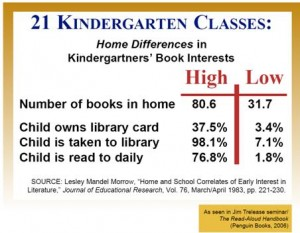 21 KINDERGARTEN CLASSES:
Home Differences in
Kindergartners' Book Interests
High Low
Number of books in home 80.6 31.7
Child owns library card 37.5% 3.4%
Child is taken to library 98.1% 7.1%
Child is read to daily 76.8% 1.8%
SOURCE: Lesley Mandel Morrow, "Home and School Correlates of Early Interest in
Literature," Journal of Educational Research, Vol. 76, March/April 1983, pp. 221-230.
As seen in Jim Trelease seminar/
The Read-Aloud Handbook
(Penguin Books, 2006)